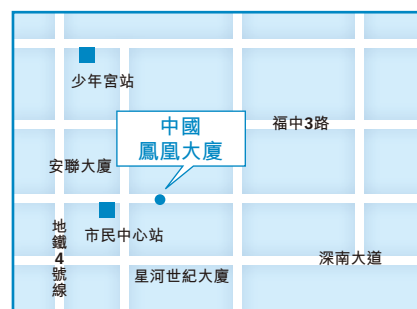 少年宮站
中國
鳳凰大廈
福中3路
安聯大廈
地鐵4號線
市民中心站
深南大道
星河世紀大廈